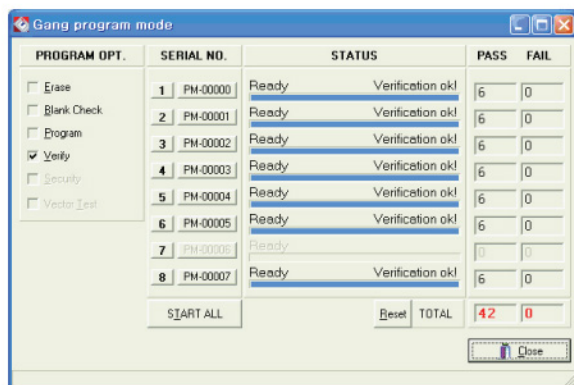 Gang program mode
PROGRAM OPT. SERIAL NO. STATUS PASS FAIL
Erase
Blank Check
Program
Verify
Security
Vector Test
1 PM-00000 Ready Verification ok! 6 0
2 PM-00001 Ready Verification ok! 6 0
3 PM-00002 Ready Verification ok! 6 0
4 PM-00003 Ready Verification ok! 6 0
5 PM-00004 Ready Verification ok! 6 0
6 PM-00005 Ready Verification ok! 6 0
7 PM-00006 Ready 0 0
8 PM-00007 Ready Verification ok! 6 0
START ALL Reset TOTAL 42 0
Close